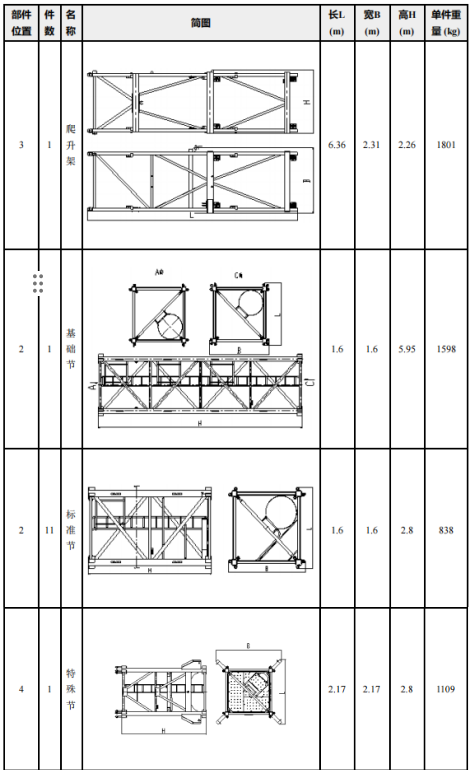 部件位置 件数 名称 简图 长L (m) 宽B (m) 高H (m) 单件重量 (kg)
3 1 爬升架 6.36 2.31 2.26 1801
H
B
L
2 1 基础节 1.6 1.6 5.95 1598
A向 C向
L
B
A C
H
2 11 标准节 1.6 1.6 2.8 838
L
H B
4 1 特殊节 2.17 2.17 2.8 1109
B
L
H